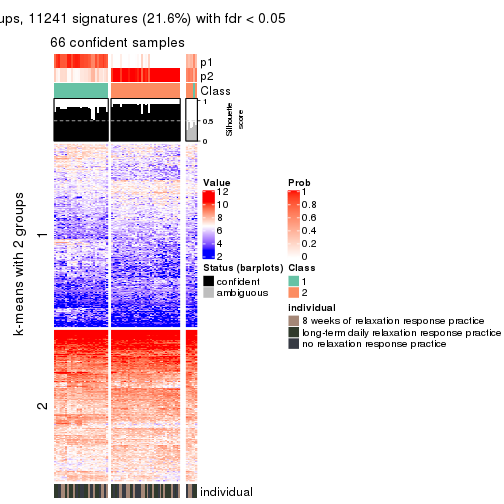 ups, 11241 signatures (21.6%) with fdr < 0.05
66 confident samples
p1
p2
Class
1
0.5
0
Silhouette
score
k-means with 2 groups
1
2
individual
Value
12
10
8
6
4
2
Prob
1
0.8
0.6
0.4
0.2
0
Status (barplots)
confident
ambiguous
Class
1
2
individual
8 weeks of relaxation response practice
long-term daily relaxation response practice
no relaxation response practice